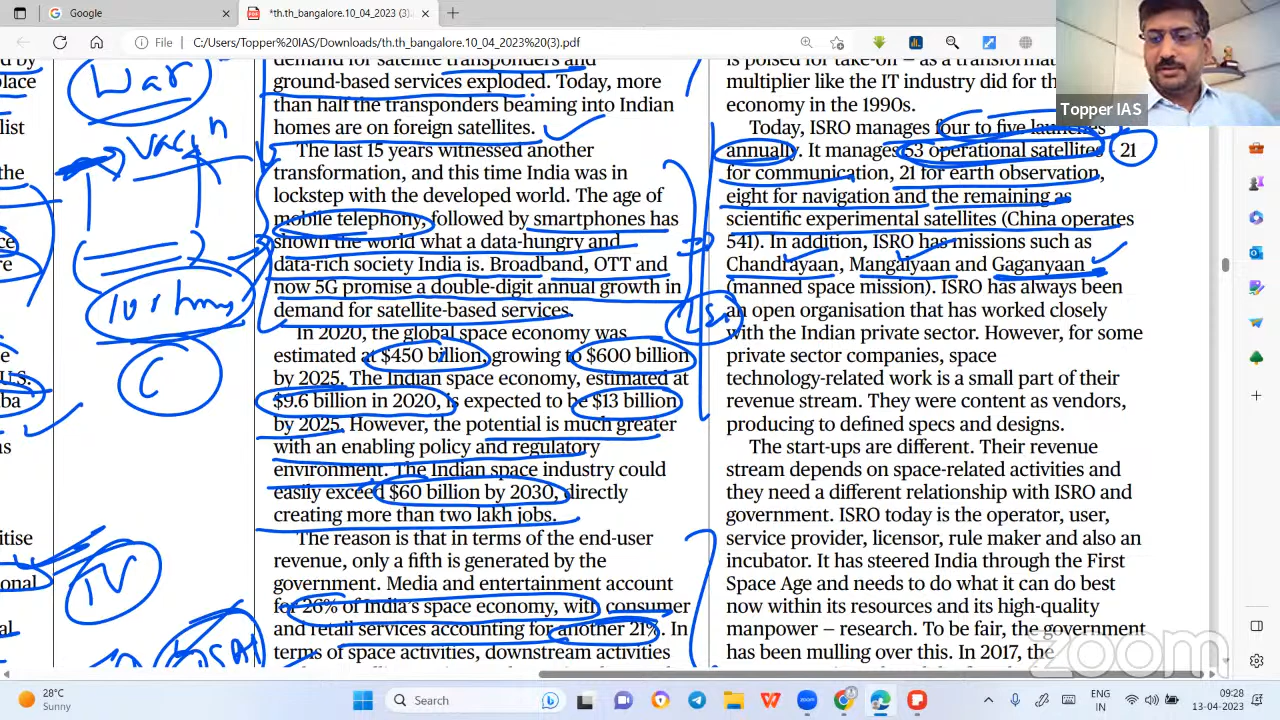 Google
*th.th_bangalore.10_04_2023 (3).
File
C:/Users/Topper%20IAS/Downloads/th.th_bangalore.10_04_2023%20(3).pdf
Topper IAS
ed by
place
list
the
ce
re
U.S.
ba
s
itise
onal
al
War
vacn
TV
demand for satellite transponders and
ground-based services exploded. Today, more
than half the transponders beaming into Indian
homes are on foreign satellites.
The last 15 years witnessed another
transformation, and this time India was in
lockstep with the developed world. The age of
mobile telephony, followed by smartphones has
shown the world what a data-hungry and
data-rich society India is. Broadband, OTT and
now 5G promise a double-digit annual growth in
demand for satellite-based services.
In 2020, the global space economy was
estimated at $450 billion, growing to $600 billion
by 2025. The Indian space economy, estimated at
$9.6 billion in 2020, is expected to be $13 billion
by 2025. However, the potential is much greater
with an enabling policy and regulatory
environment. The Indian space industry could
easily exceed $60 billion by 2030, directly
creating more than two lakh jobs.
The reason is that in terms of the end-user
revenue, only a fifth is generated by the
government. Media and entertainment account
for 26% of India's space economy, with consumer
and retail services accounting for another 21%. In
terms of space activities, downstream activities
is poised for take-off – as a transforma
multiplier like the IT industry did for th
economy in the 1990s.
Today, ISRO manages four to five launches
annually. It manages 53 operational satellites - 21
for communication, 21 for earth observation,
eight for navigation and the remaining as
scientific experimental satellites (China operates
541). In addition, ISRO has missions such as
Chandrayaan, Mangalyaan and Gaganyaan
(manned space mission). ISRO has always been
an open organisation that has worked closely
with the Indian private sector. However, for some
private sector companies, space
technology-related work is a small part of their
revenue stream. They were content as vendors,
producing to defined specs and designs.
The start-ups are different. Their revenue
stream depends on space-related activities and
they need a different relationship with ISRO and
government. ISRO today is the operator, user,
service provider, licensor, rule maker and also an
incubator. It has steered India through the First
Space Age and needs to do what it can do best
now within its resources and its high-quality
manpower – research. To be fair, the government
has been mulling over this. In 2017, the
zoom
28°C
Sunny
Search
ENG
IN
09:28
13-04-2023